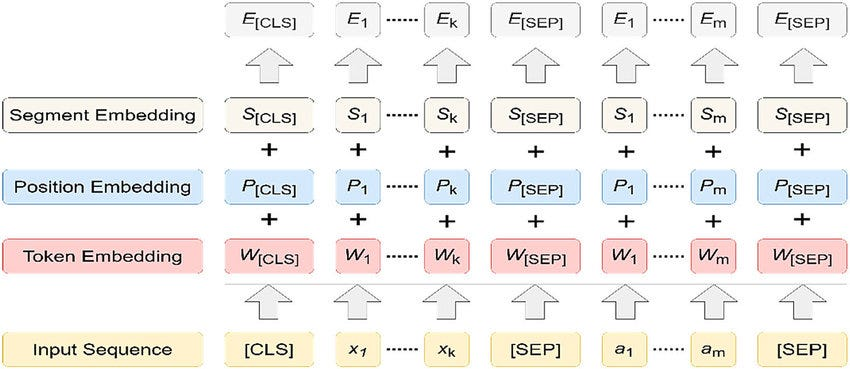 E[CLS] E1 ...... Ek E[SEP] E1 ...... Em E[SEP]
Segment Embedding S[CLS] S1 ...... Sk S[SEP] S1 ...... Sm S[SEP]
+ + + + + + +
Position Embedding P[CLS] P1 ...... Pk P[SEP] P1 ...... Pm P[SEP]
+ + + + + + +
Token Embedding W[CLS] W1 ...... Wk W[SEP] W1 ...... Wm W[SEP]
Input Sequence [CLS] x1 ...... xk [SEP] a1 ...... am [SEP]